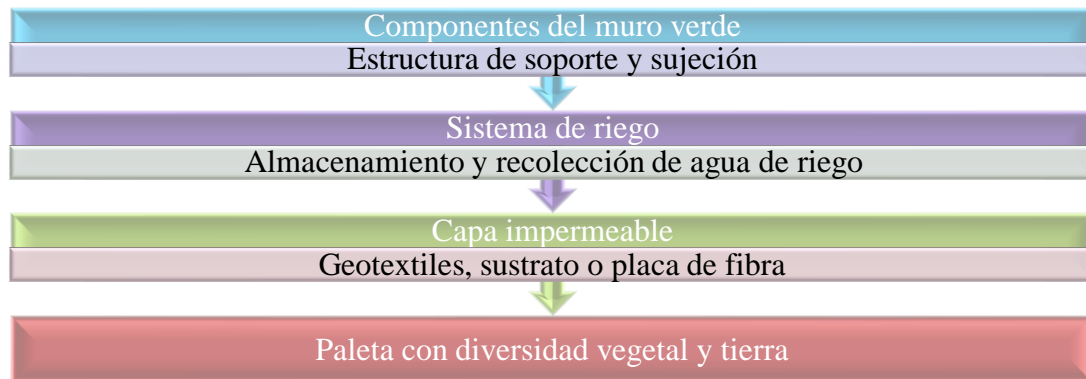 Componentes del muro verde
Estructura de soporte y sujeción
Sistema de riego
Almacenamiento y recolección de agua de riego
Capa impermeable
Geotextiles, sustrato o placa de fibra
Paleta con diversidad vegetal y tierra